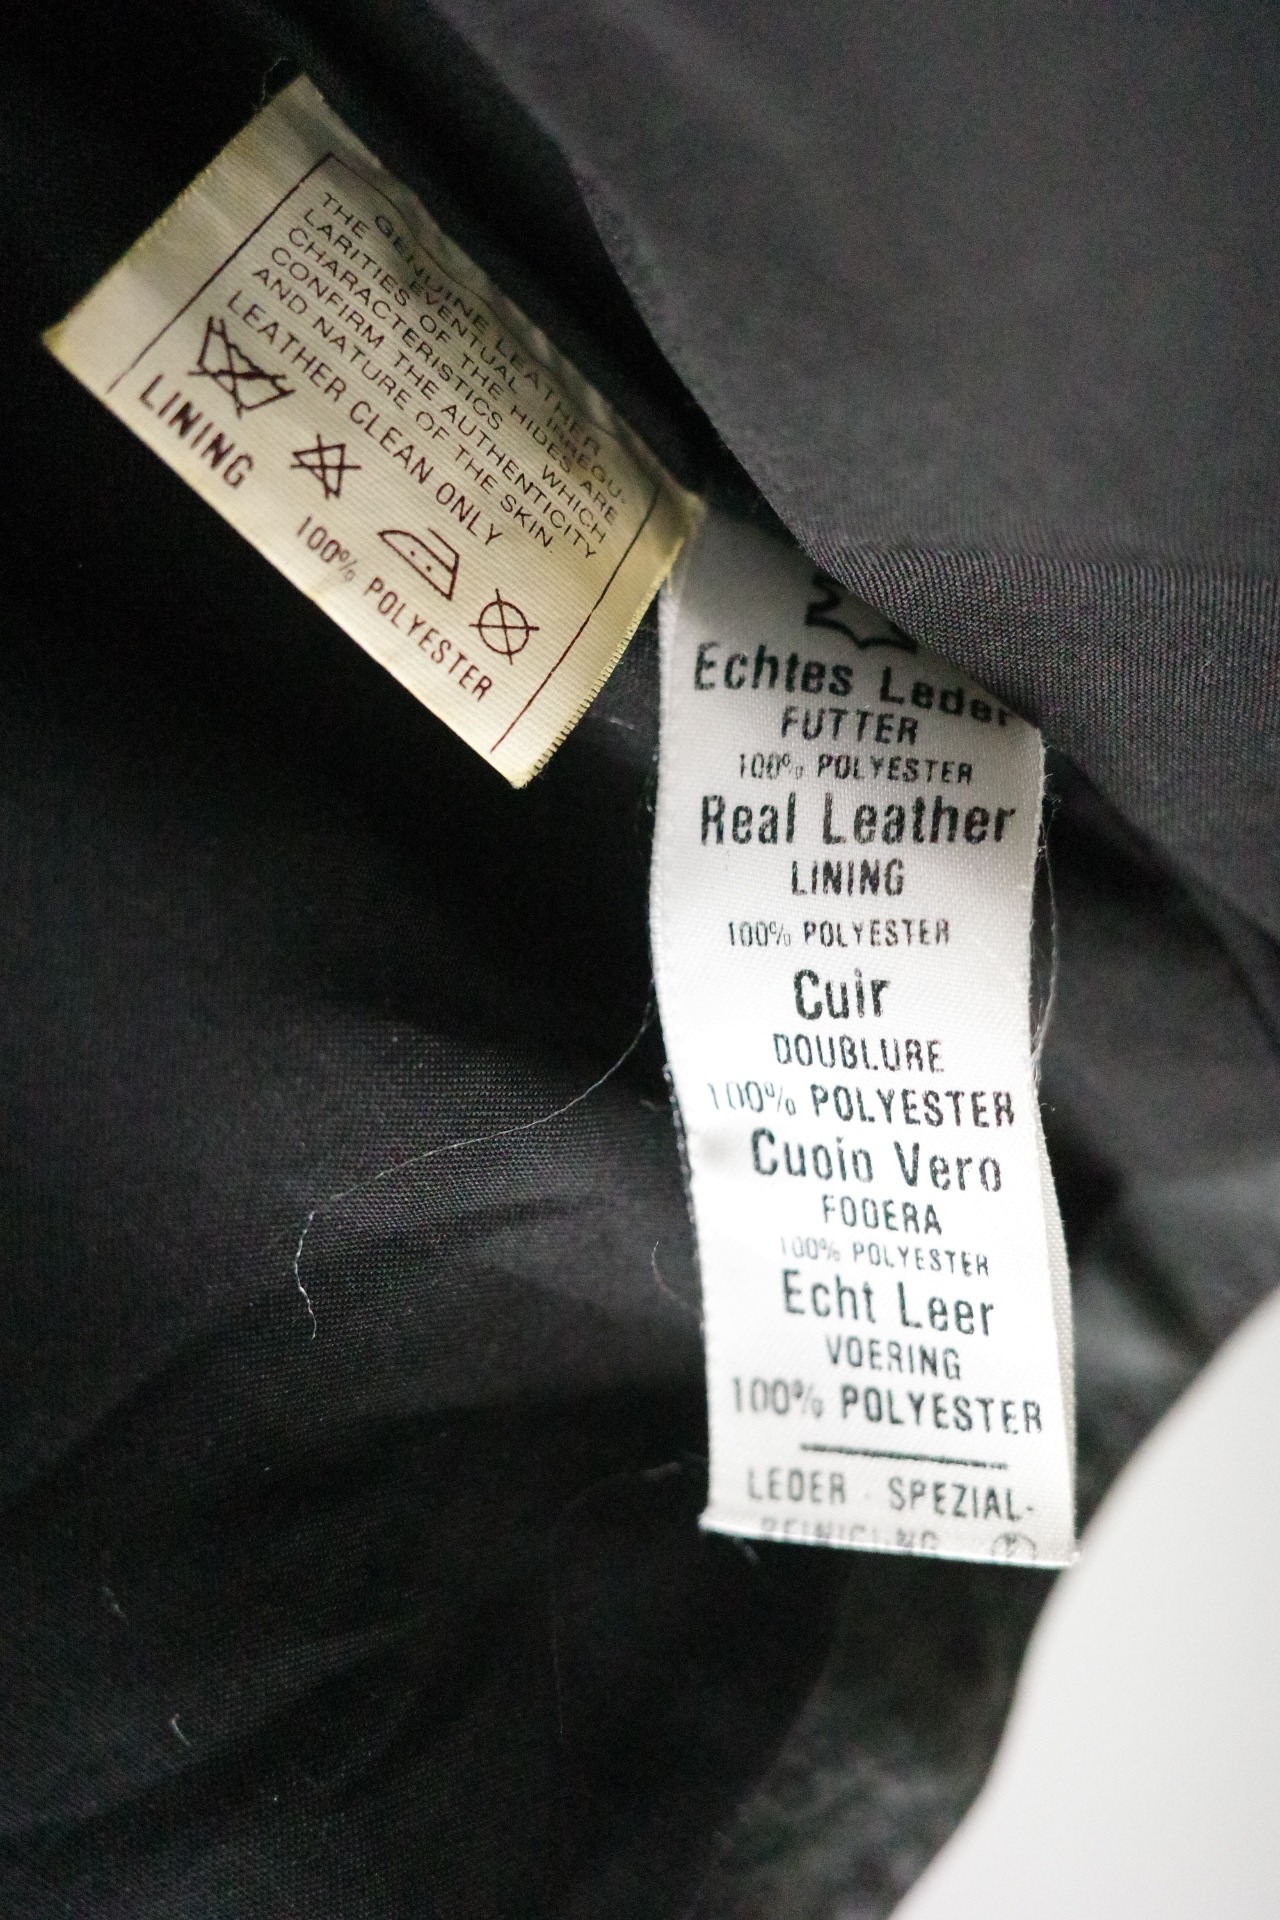 THE GENUINE LEATHER
LARITIES EVENTUAL IRREGU-
CHARACTERISTICS OF THE HIDES ARE
CONFIRM THE AUTHENTICITY WHICH
AND NATURE OF THE SKIN.
LEATHER CLEAN ONLY
LINING
100% POLYESTER
Echtes Leder
FUTTER
100% POLYESTER
Real Leather
LINING
100% POLYESTER
Cuir
DOUBLURE
100% POLYESTER
Cuoio Vero
FODERA
100% POLYESTER
Echt Leer
VOERING
100% POLYESTER
LEDER - SPEZIAL-
REINIGUNG